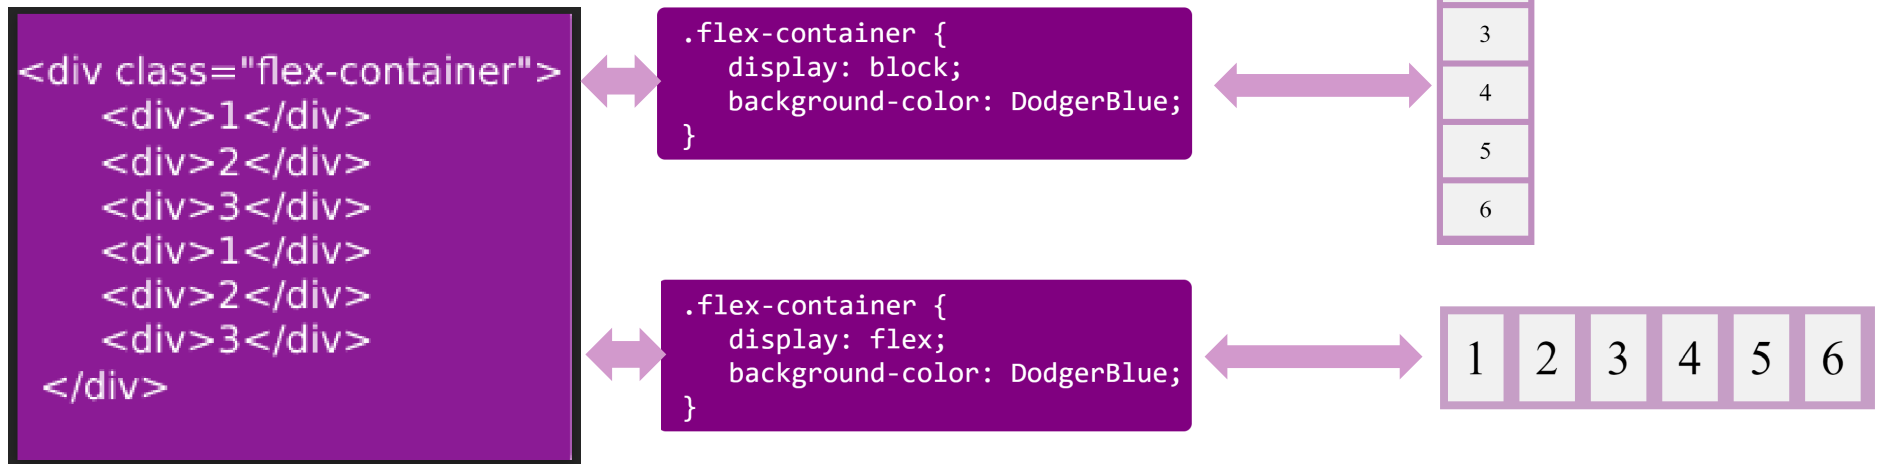 <div class="flex-container">
<div>1</div>
<div>2</div>
<div>3</div>
<div>1</div>
<div>2</div>
<div>3</div>
</div>
.flex-container {
display: block;
background-color: DodgerBlue;
}
3
4
5
6
.flex-container {
display: flex;
background-color: DodgerBlue;
}
1 2 3 4 5 6